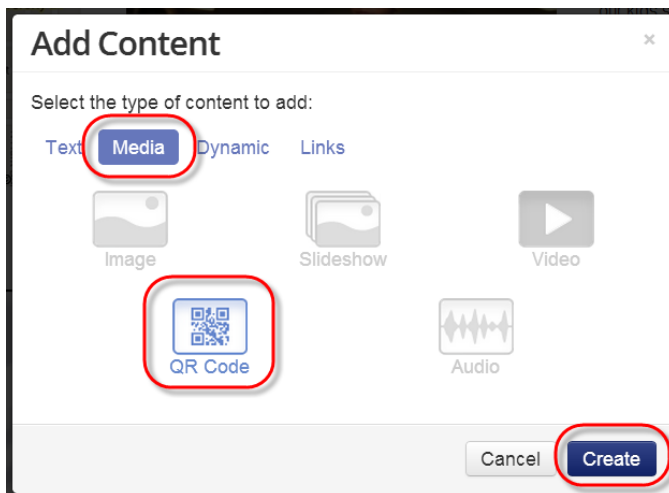 Add Content
×
Select the type of content to add:
Text Media Dynamic Links
Image Slideshow Video
QR Code Audio
Cancel Create